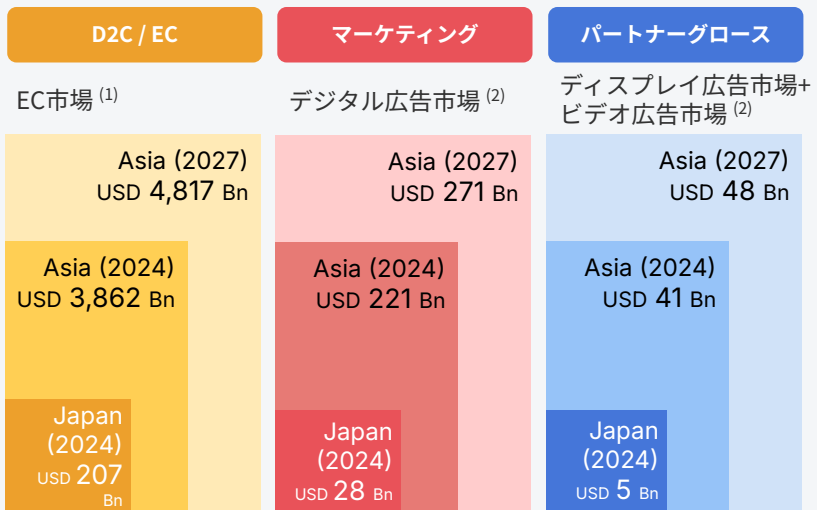 D2C / EC
マーケティング
パートナーグロース
EC市場 (1)
デジタル広告市場 (2)
ディスプレイ広告市場+
ビデオ広告市場 (2)
Asia (2027)
USD 4,817 Bn
Asia (2024)
USD 3,862 Bn
Japan
(2024)
USD 207
Bn
Asia (2027)
USD 271 Bn
Asia (2024)
USD 221 Bn
Japan
(2024)
USD 28 Bn
Asia (2027)
USD 48 Bn
Asia (2024)
USD 41 Bn
Japan
(2024)
USD 5 Bn